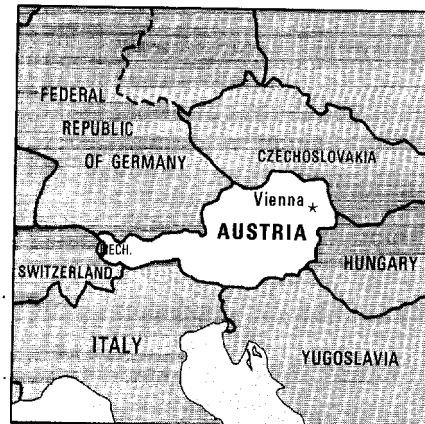 FEDERAL
REPUBLIC
OF GERMANY
CZECHOSLOVAKIA
Vienna
AUSTRIA
LIECH.
SWITZERLAND
HUNGARY
ITALY
YUGOSLAVIA